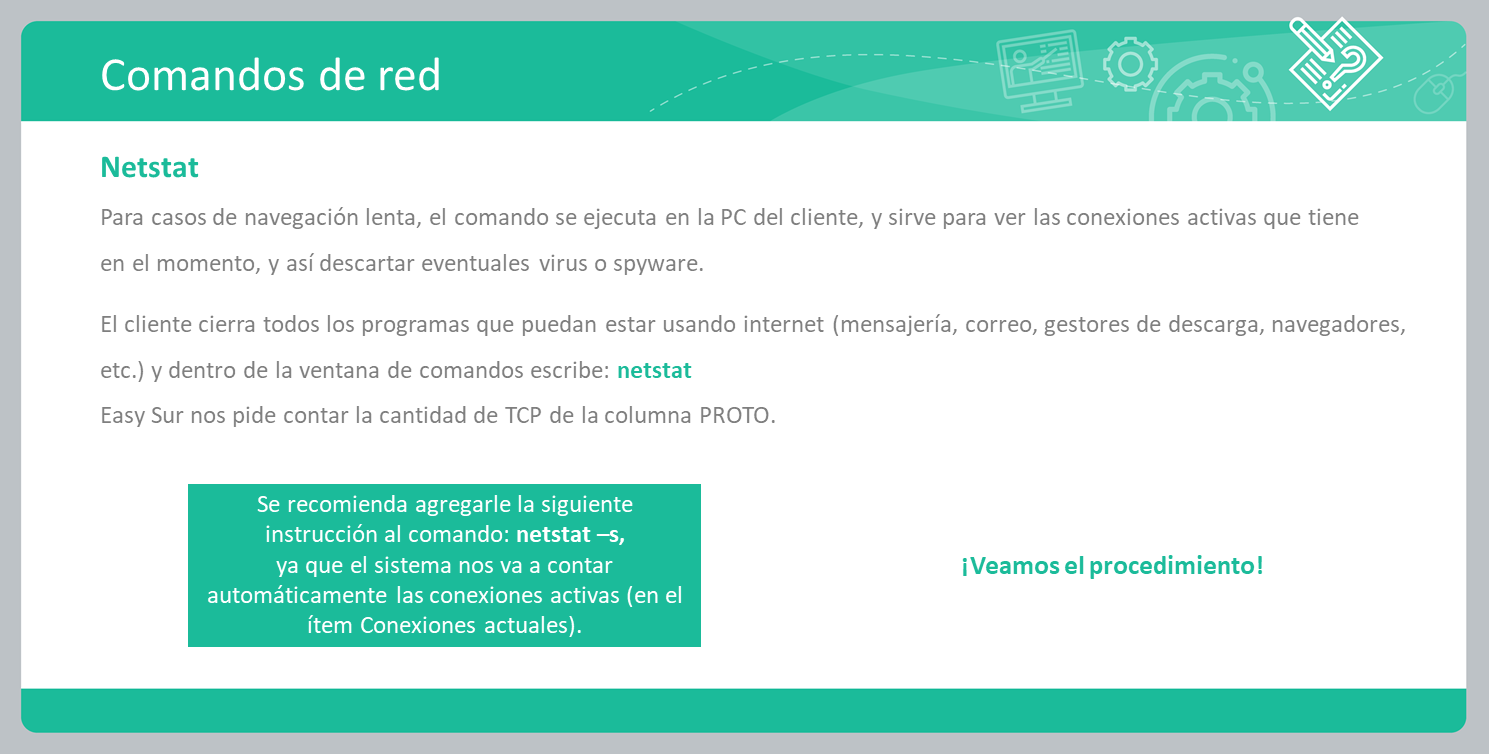 Comandos de red
Netstat
Para casos de navegación lenta, el comando se ejecuta en la PC del cliente, y sirve para ver las conexiones activas que tiene
en el momento, y así descartar eventuales virus o spyware.
El cliente cierra todos los programas que puedan estar usando internet (mensajería, correo, gestores de descarga, navegadores,
etc.) y dentro de la ventana de comandos escribe: netstat
Easy Sur nos pide contar la cantidad de TCP de la columna PROTO.
Se recomienda agregarle la siguiente
instrucción al comando: netstat –s,
ya que el sistema nos va a contar
automáticamente las conexiones activas (en el
ítem Conexiones actuales).
¡Veamos el procedimiento!